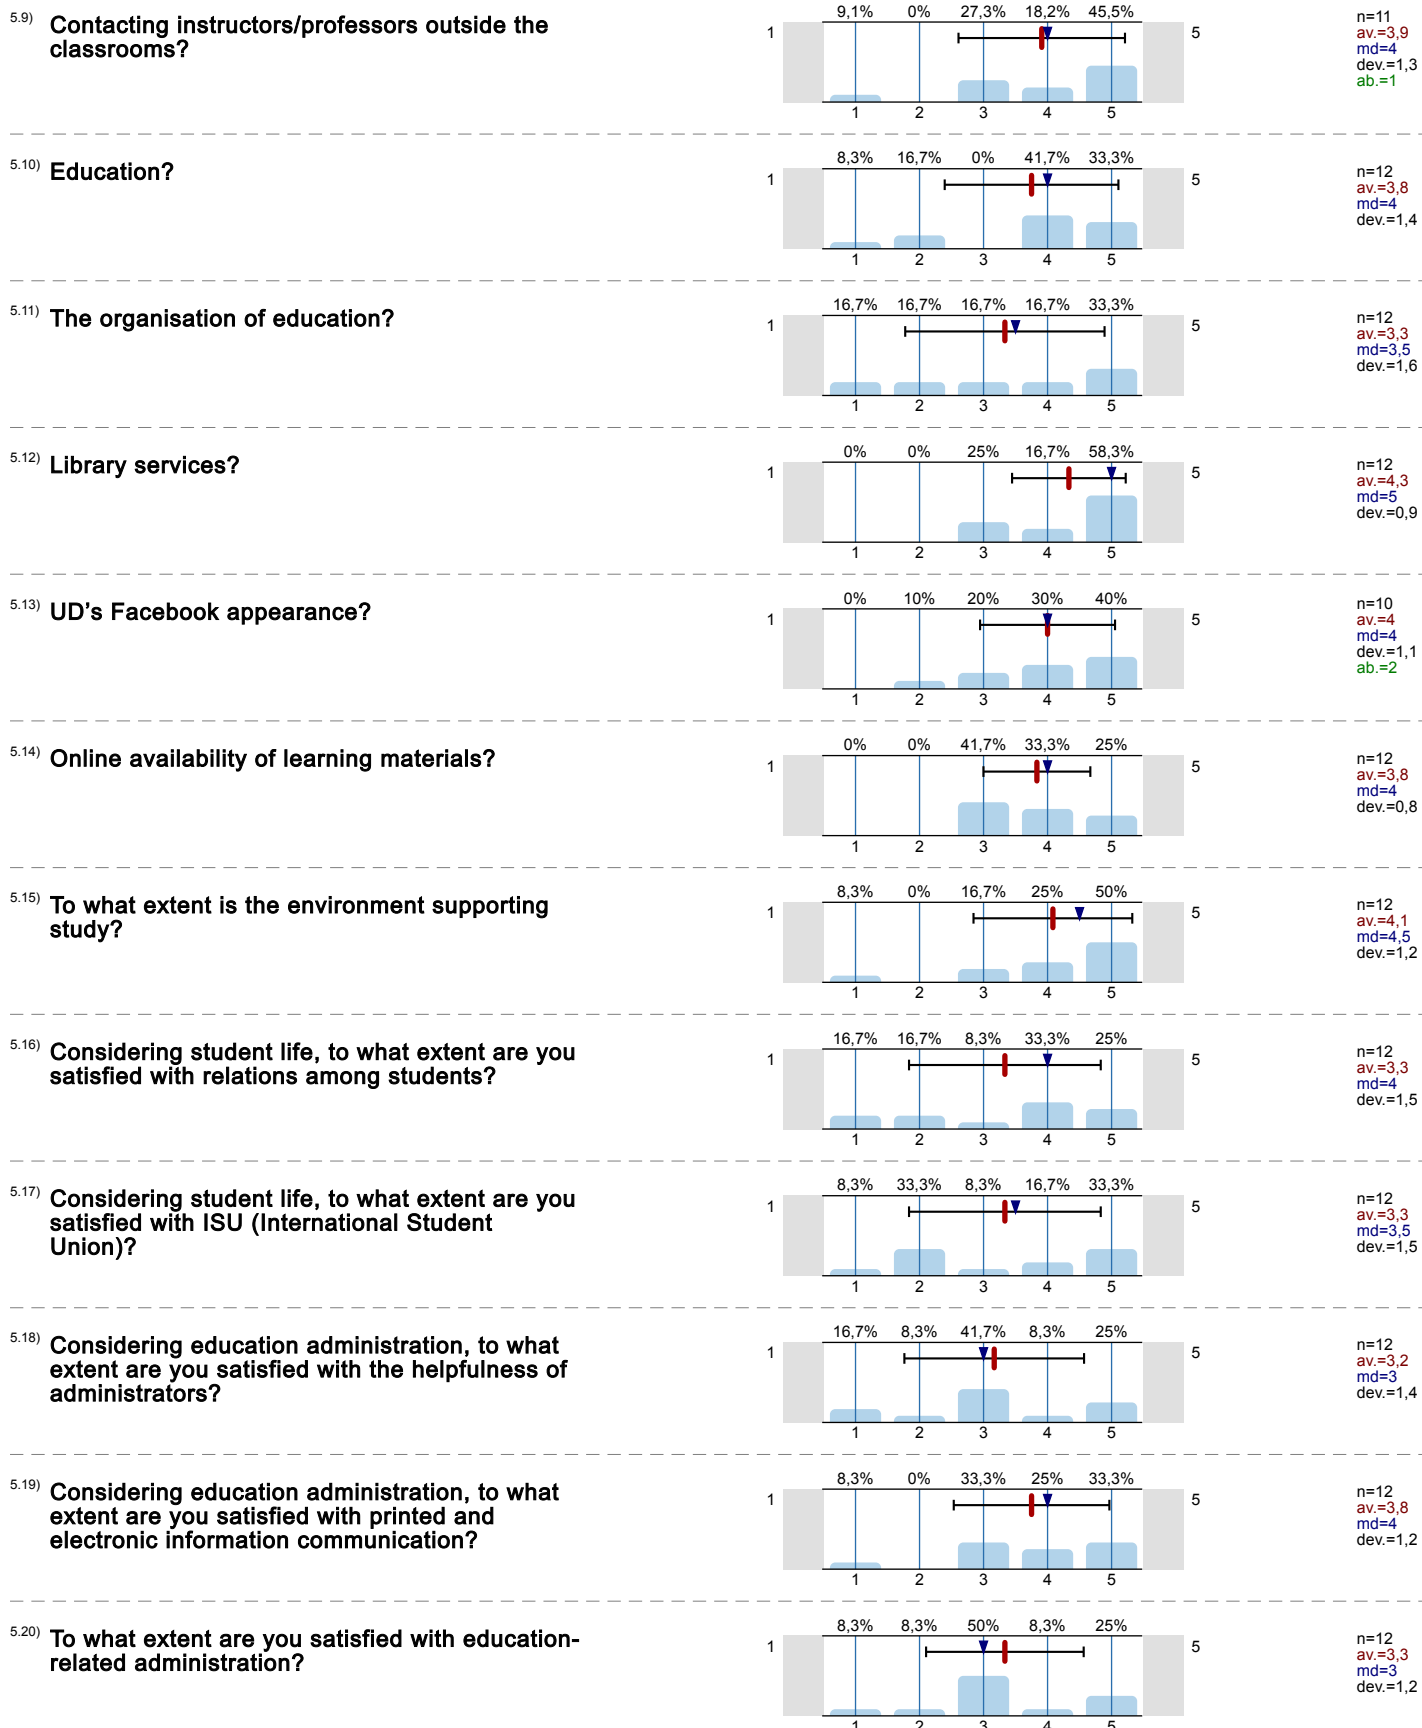 5.9) Contacting instructors/professors outside the
classrooms?
9,1% 0% 27,3% 18,2% 45,5%
1 5
1 2 3 4 5
n=11
av.=3,9
md=4
dev.=1,3
ab.=1
5.10) Education?
8,3% 16,7% 0% 41,7% 33,3%
1 5
1 2 3 4 5
n=12
av.=3,8
md=4
dev.=1,4
5.11) The organisation of education?
16,7% 16,7% 16,7% 16,7% 33,3%
1 5
1 2 3 4 5
n=12
av.=3,3
md=3,5
dev.=1,6
5.12) Library services?
0% 0% 25% 16,7% 58,3%
1 5
1 2 3 4 5
n=12
av.=4,3
md=5
dev.=0,9
5.13) UD’s Facebook appearance?
0% 10% 20% 30% 40%
1 5
1 2 3 4 5
n=10
av.=4
md=4
dev.=1,1
ab.=2
5.14) Online availability of learning materials?
0% 0% 41,7% 33,3% 25%
1 5
1 2 3 4 5
n=12
av.=3,8
md=4
dev.=0,8
5.15) To what extent is the environment supporting
study?
8,3% 0% 16,7% 25% 50%
1 5
1 2 3 4 5
n=12
av.=4,1
md=4,5
dev.=1,2
5.16) Considering student life, to what extent are you
satisfied with relations among students?
16,7% 16,7% 8,3% 33,3% 25%
1 5
1 2 3 4 5
n=12
av.=3,3
md=4
dev.=1,5
5.17) Considering student life, to what extent are you
satisfied with ISU (International Student
Union)?
8,3% 33,3% 8,3% 16,7% 33,3%
1 5
1 2 3 4 5
n=12
av.=3,3
md=3,5
dev.=1,5
5.18) Considering education administration, to what
extent are you satisfied with the helpfulness of
administrators?
16,7% 8,3% 41,7% 8,3% 25%
1 5
1 2 3 4 5
n=12
av.=3,2
md=3
dev.=1,4
5.19) Considering education administration, to what
extent are you satisfied with printed and
electronic information communication?
8,3% 0% 33,3% 25% 33,3%
1 5
1 2 3 4 5
n=12
av.=3,8
md=4
dev.=1,2
5.20) To what extent are you satisfied with education-
related administration?
8,3% 8,3% 50% 8,3% 25%
1 5
1 2 3 4 5
n=12
av.=3,3
md=3
dev.=1,2